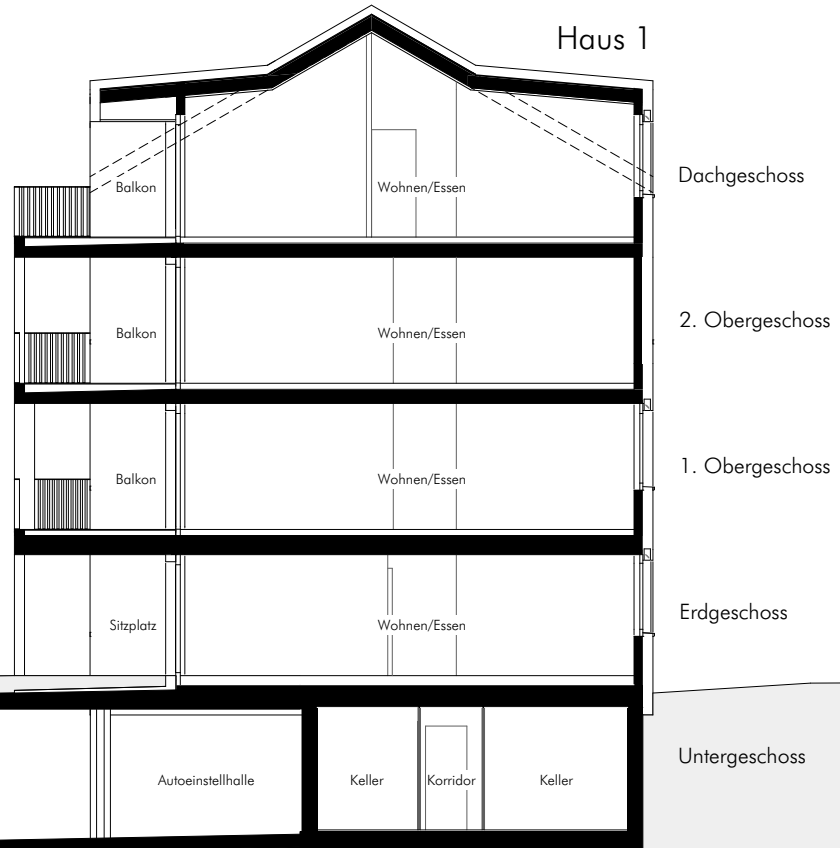 Haus 1
Balkon
Wohnen/Essen
Dachgeschoss
Balkon
Wohnen/Essen
2. Obergeschoss
Balkon
Wohnen/Essen
1. Obergeschoss
Sitzplatz
Wohnen/Essen
Erdgeschoss
Autoeinstellhalle
Keller
Korridor
Keller
Untergeschoss